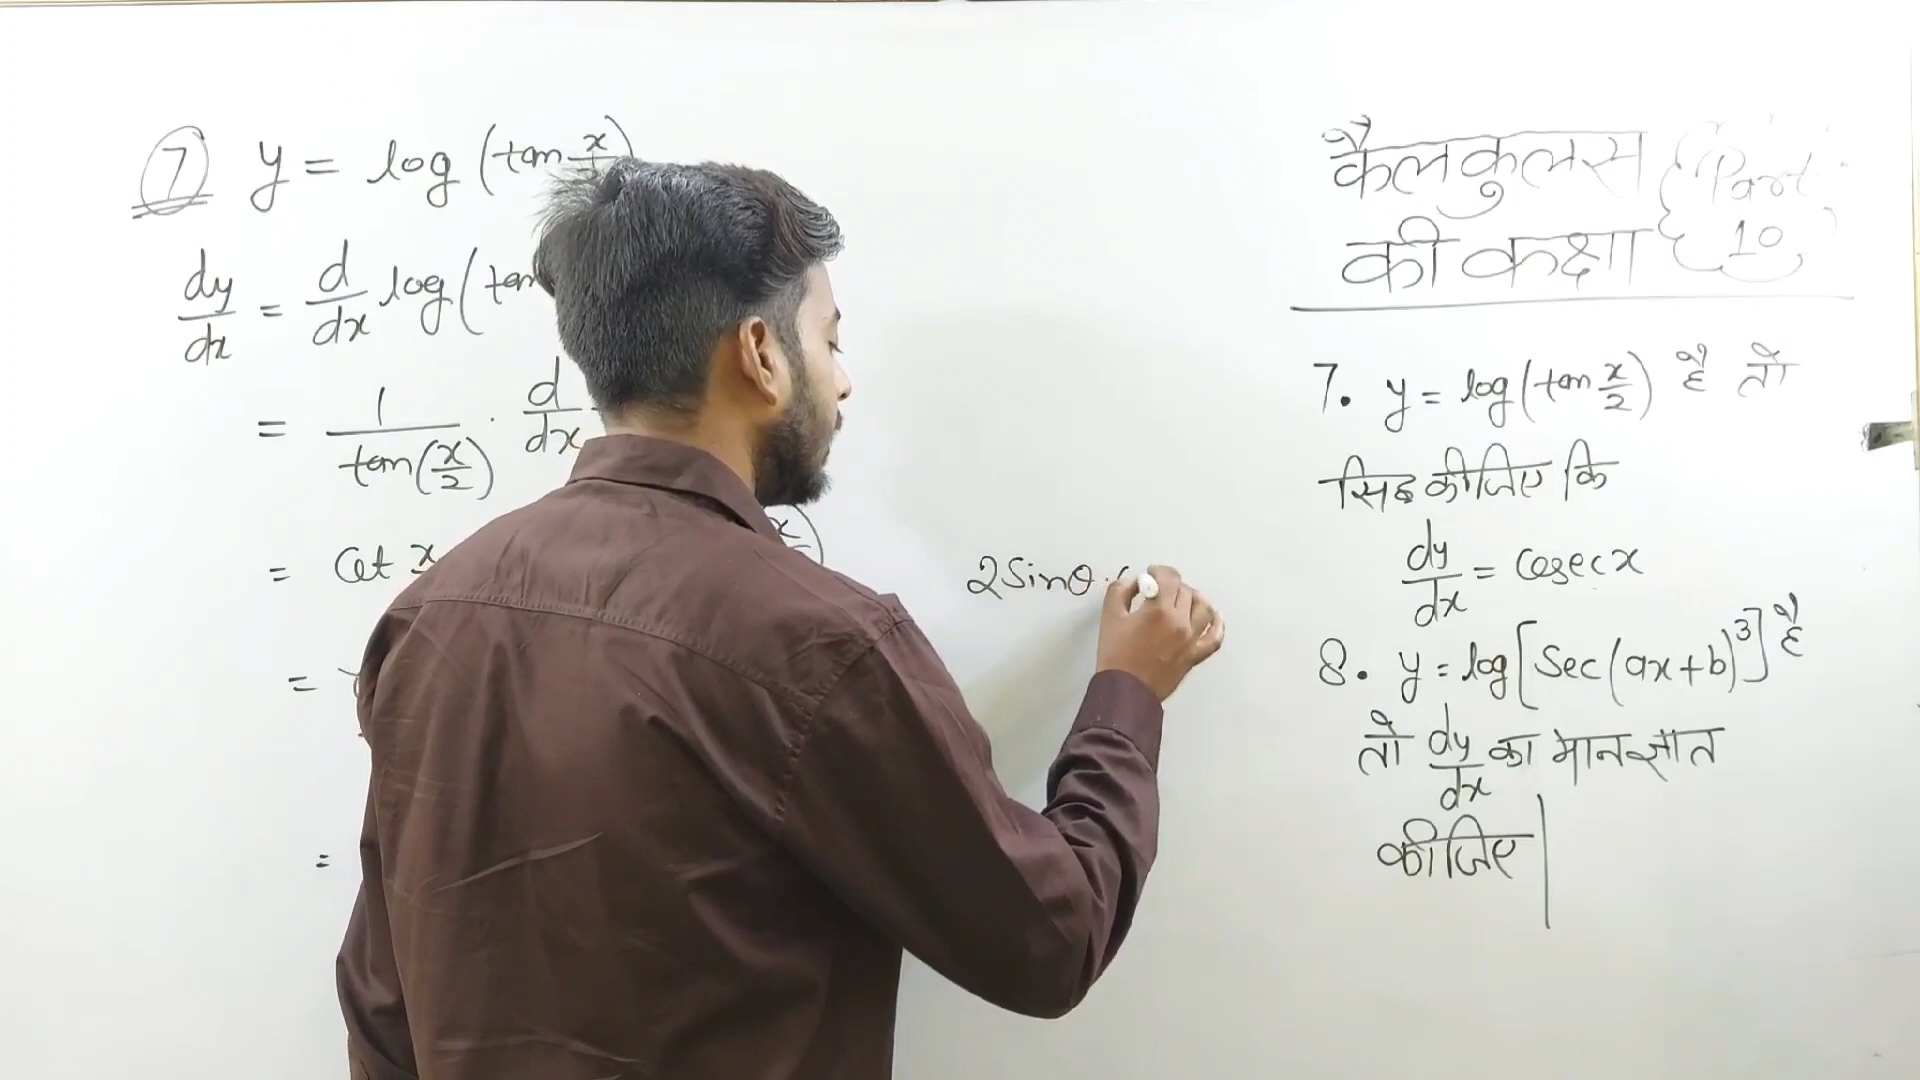 7 y = log (tan x
dy/dx = d/dx log (tan
= 1/tan(x/2) · d/dx
= Cot x
=
=
2 Sinθ ·
कैलकुलस
की कक्षा
{Part 10}
7. y = log(tan x/2) है तो
सिद्ध कीजिए कि
dy/dx = Cosec x
8. y = log[Sec(ax+b)³] है
तो dy/dx का मान ज्ञात
कीजिए |